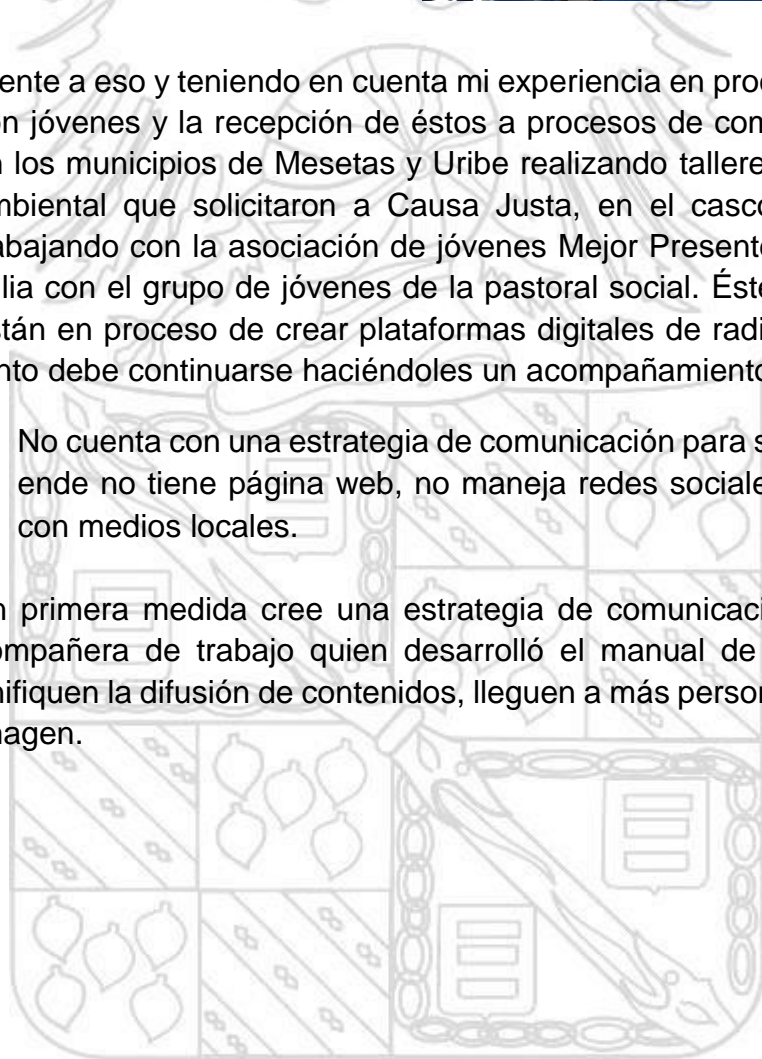 ente a eso y teniendo en cuenta mi experiencia en proc
n jóvenes y la recepción de éstos a procesos de com
los municipios de Mesetas y Uribe realizando tallere
mbiental que solicitaron a Causa Justa, en el casco
abajando con la asociación de jóvenes Mejor Present
lia con el grupo de jóvenes de la pastoral social. Éste
stán en proceso de crear plataformas digitales de radi
nto debe continuarse haciéndoles un acompañamiento
No cuenta con una estrategia de comunicación para s
ende no tiene página web, no maneja redes sociale
con medios locales.
n primera medida cree una estrategia de comunicaci
ompañera de trabajo quien desarrolló el manual de
nifiquen la difusión de contenidos, lleguen a más person
nagen.